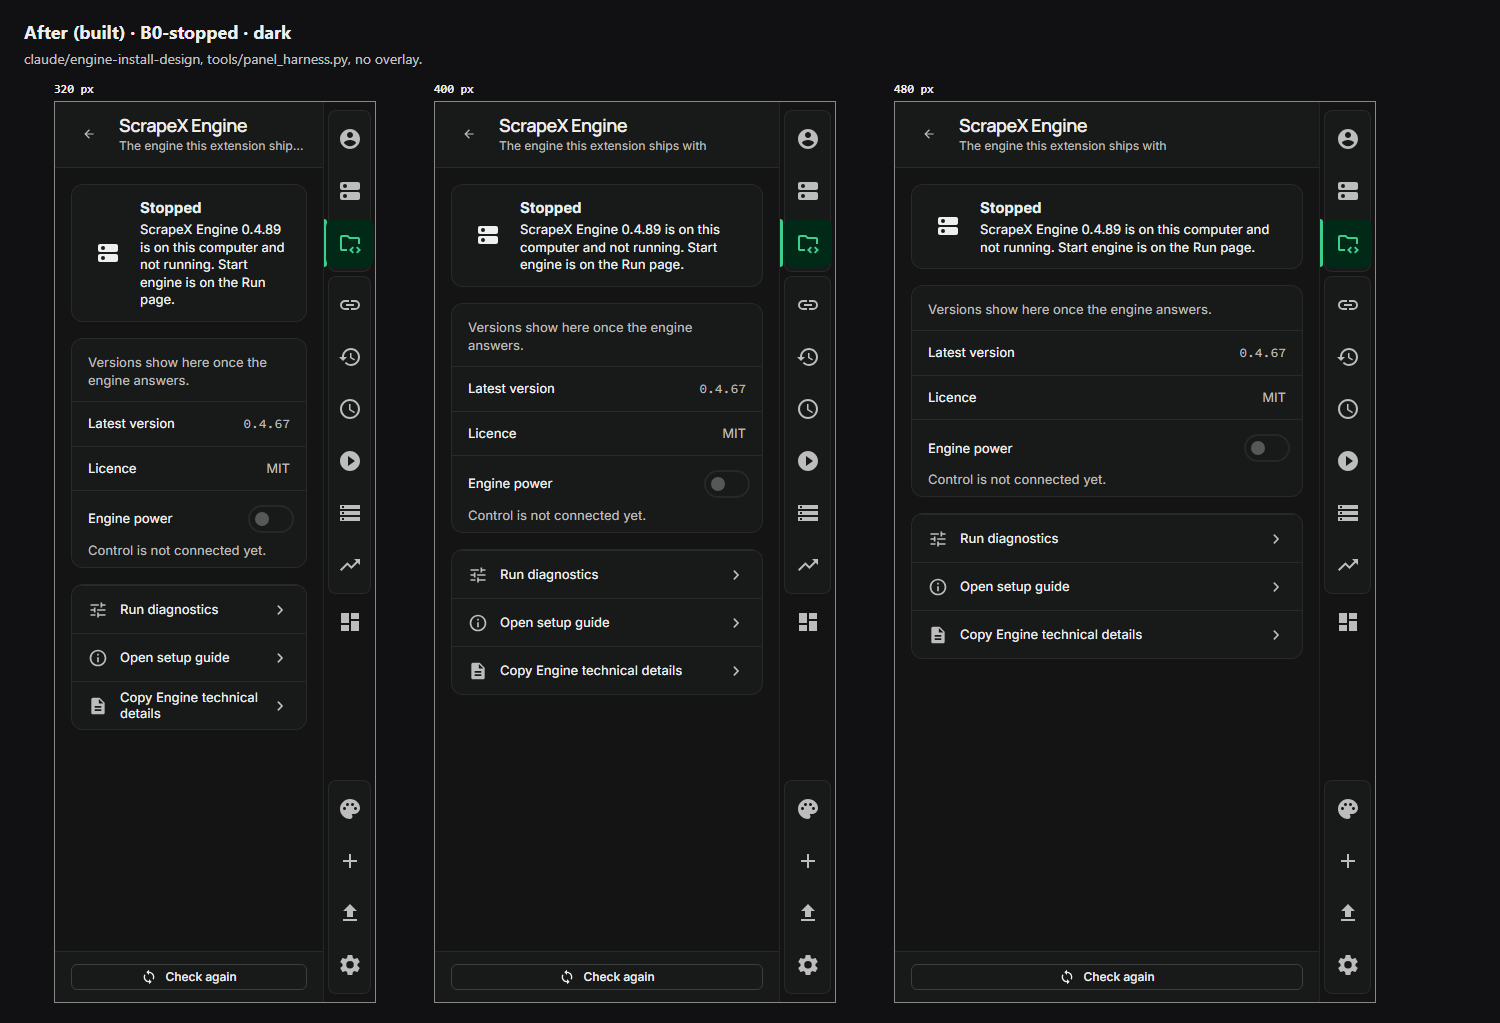 After (built) · B0-stopped · dark
claude/engine-install-design, tools/panel_harness.py, no overlay.
320 px
ScrapeX Engine
The engine this extension ship...
Stopped
ScrapeX Engine 0.4.89
is on this computer and
not running. Start
engine is on the Run
page.
Versions show here once the
engine answers.
Latest version 0.4.67
Licence MIT
Engine power
Control is not connected yet.
Run diagnostics
Open setup guide
Copy Engine technical
details
Check again
400 px
ScrapeX Engine
The engine this extension ships with
Stopped
ScrapeX Engine 0.4.89 is on this
computer and not running. Start
engine is on the Run page.
Versions show here once the engine
answers.
Latest version 0.4.67
Licence MIT
Engine power
Control is not connected yet.
Run diagnostics
Open setup guide
Copy Engine technical details
Check again
480 px
ScrapeX Engine
The engine this extension ships with
Stopped
ScrapeX Engine 0.4.89 is on this computer and
not running. Start engine is on the Run page.
Versions show here once the engine answers.
Latest version 0.4.67
Licence MIT
Engine power
Control is not connected yet.
Run diagnostics
Open setup guide
Copy Engine technical details
Check again